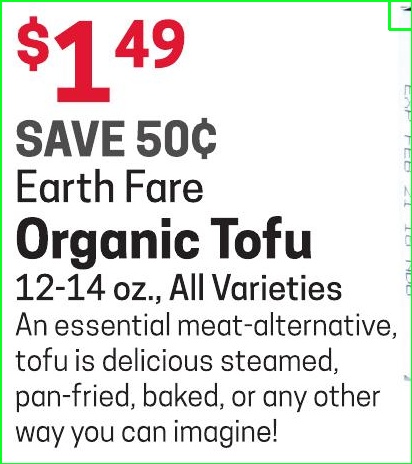 $1.49
SAVE 50¢
Earth Fare
Organic Tofu
12-14 oz., All Varieties
An essential meat-alternative,
tofu is delicious steamed,
pan-fried, baked, or any other
way you can imagine!